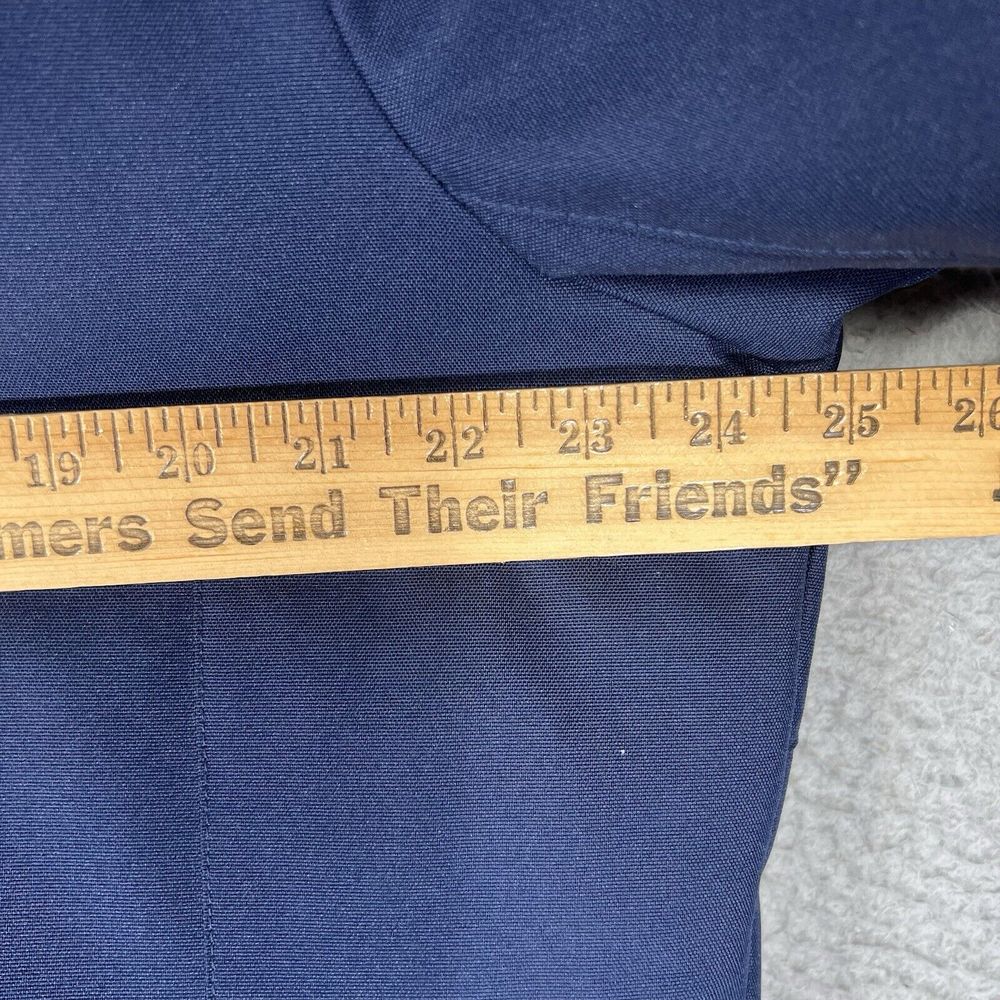 19 20 21 22 23 24 25 26
mers Send Their Friends”